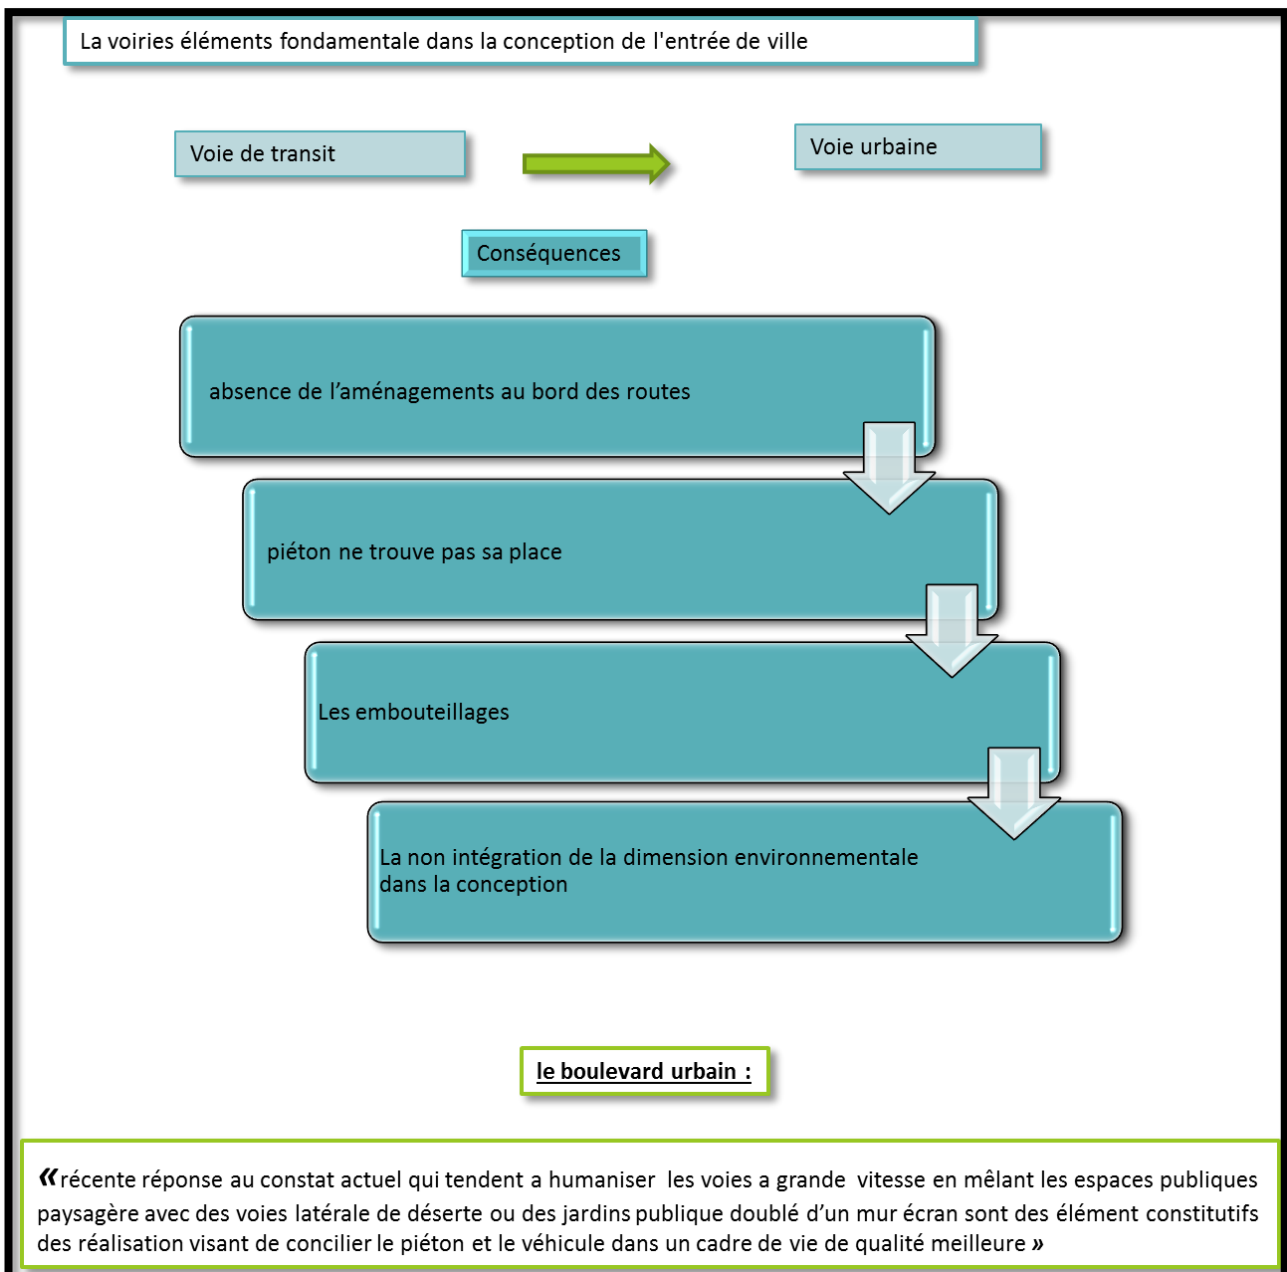 La voiries éléments fondamentale dans la conception de l'entrée de ville
Voie de transit
Voie urbaine
Conséquences
absence de l’aménagements au bord des routes
piéton ne trouve pas sa place
Les embouteillages
La non intégration de la dimension environnementale
dans la conception
le boulevard urbain :
«récente réponse au constat actuel qui tendent a humaniser les voies a grande vitesse en mêlant les espaces publiques
paysagère avec des voies latérale de déserte ou des jardins publique doublé d’un mur écran sont des élément constitutifs
des réalisation visant de concilier le piéton et le véhicule dans un cadre de vie de qualité meilleure »